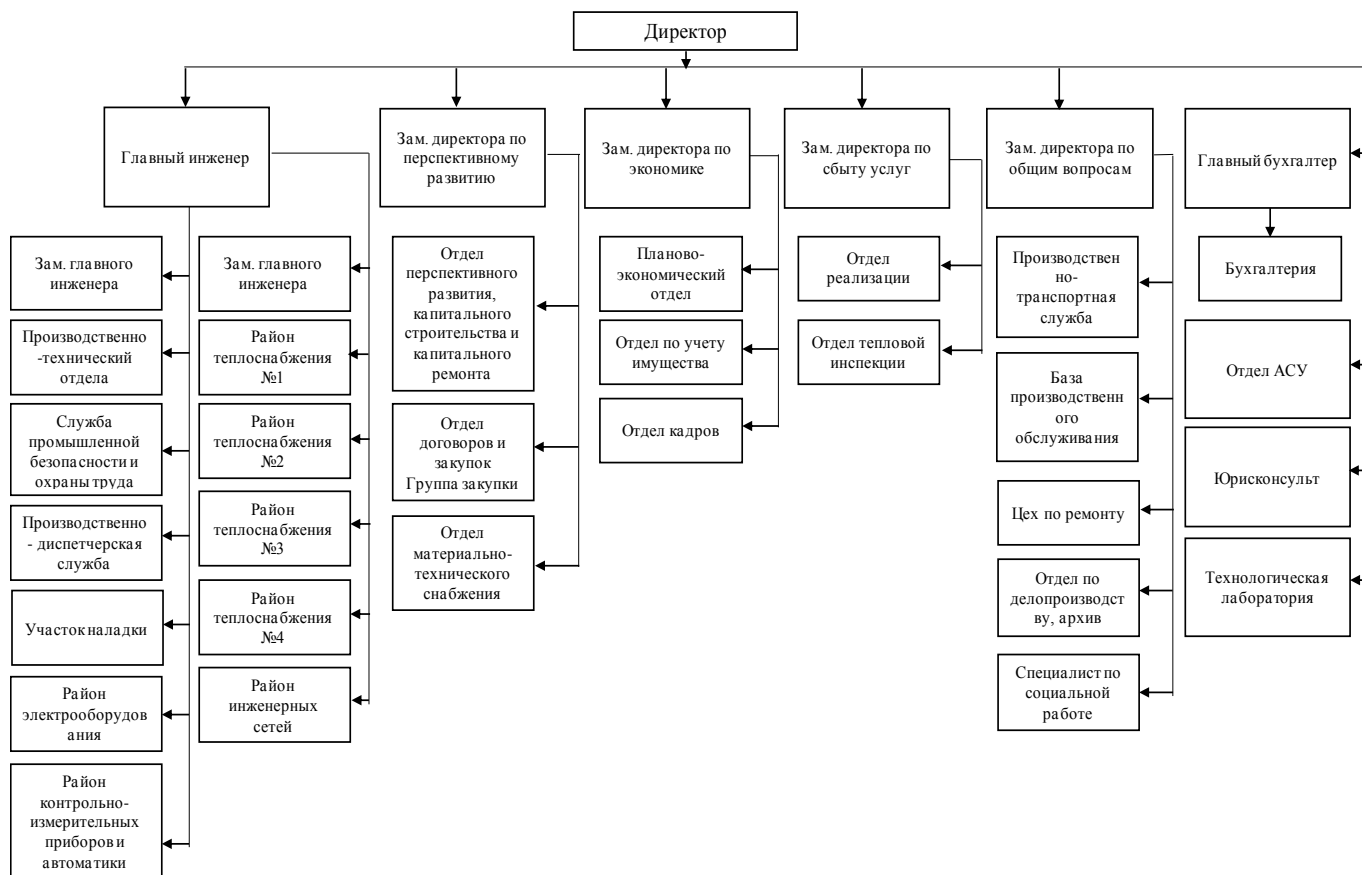 Директор
Главный инженер
Зам. директора по
перспективному
развитию
Зам. директора по
экономике
Зам. директора по
сбыту услуг
Зам. директора по
общим вопросам
Главный бухгалтер
Зам. главного
инженера
Производственно
-технический
отдела
Служба
промышленной
безопасности и
охраны труда
Производственно
- диспетчерская
служба
Участок наладки
Район
электрооборудов
ания
Район
контрольно-
измерительных
приборов и
автоматики
Зам. главного
инженера
Район
теплоснабжения
№1
Район
теплоснабжения
№2
Район
теплоснабжения
№3
Район
теплоснабжения
№4
Район
инженерных
сетей
Отдел
перспективного
развития,
капитального
строительства и
капитального
ремонта
Отдел
договоров и
закупок
Группа закупки
Отдел
материально-
технического
снабжения
Планово-
экономический
отдел
Отдел по учету
имущества
Отдел кадров
Отдел
реализации
Отдел тепловой
инспекции
Производствен
но-
транспортная
служба
База
производственн
ого
обслуживания
Цех по ремонту
Отдел по
делопроизводст
ву, архив
Специалист по
социальной
работе
Бухгалтерия
Отдел АСУ
Юрисконсульт
Технологическая
лаборатория